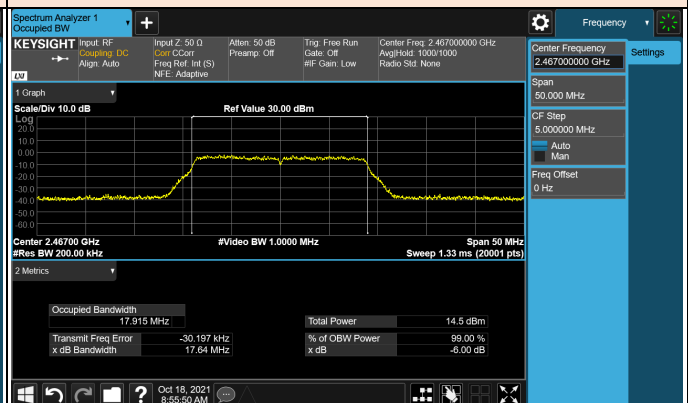 Spectrum Analyzer 1
Occupied BW
Frequency
KEYSIGHT
Input: RF
Coupling: DC
Align: Auto
Input Z: 50 Ω
Corr CCorr
Freq Ref: Int (S)
NFE: Adaptive
Atten: 50 dB
Preamp: Off
Trig: Free Run
Gate: Off
#IF Gain: Low
Center Freq: 2.467000000 GHz
Avg|Hold: 1000/1000
Radio Std: None
LXI
1 Graph
Scale/Div 10.0 dB
Ref Value 30.00 dBm
Log
20.0
10.0
0.00
-10.0
-20.0
-30.0
-40.0
-50.0
-60.0
Center 2.46700 GHz
#Video BW 1.0000 MHz
Span 50 MHz
#Res BW 200.00 kHz
Sweep 1.33 ms (20001 pts)
2 Metrics
Occupied Bandwidth
17.915 MHz
Total Power 14.5 dBm
Transmit Freq Error -30.197 kHz
% of OBW Power 99.00 %
x dB Bandwidth 17.64 MHz
x dB -6.00 dB
Oct 18, 2021
8:55:50 AM
Center Frequency
2.467000000 GHz
Settings
Span
50.000 MHz
CF Step
5.000000 MHz
Auto
Man
Freq Offset
0 Hz